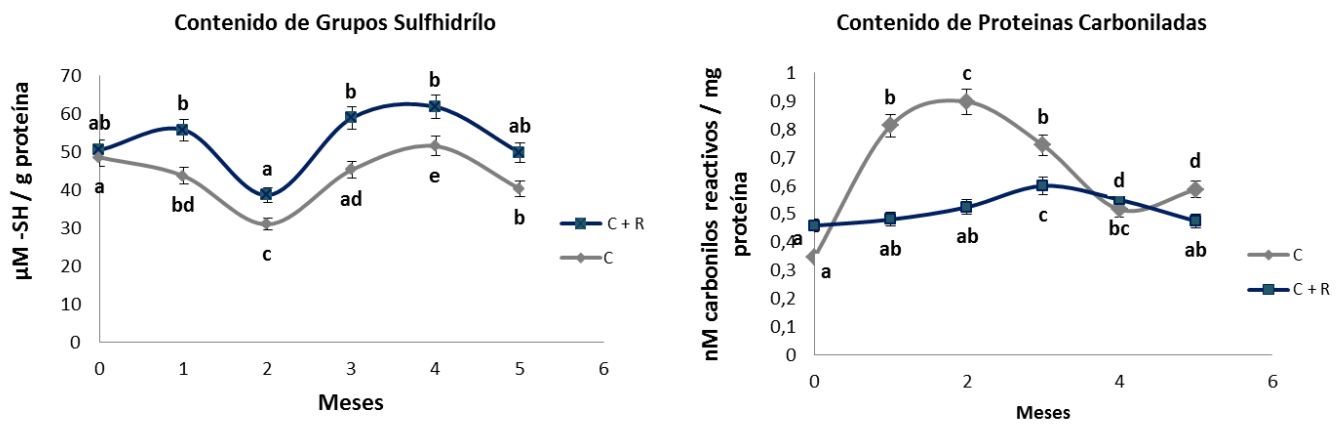 Contenido de Grupos Sulfhidrílo
µM -SH / g proteína
70
60
50
40
30
20
10
0
0 1 2 3 4 5 6
Meses
ab
b
a
b
b
ab
a
bd
c
ad
e
b
C + R
C
Contenido de Proteinas Carboniladas
nM carbonilos reactivos / mg
proteína
1
0,9
0,8
0,7
0,6
0,5
0,4
0,3
0,2
0,1
0
0 2 4 6
Meses
a
b
c
b
d
d
a
ab
ab
c
bc
ab
C
C + R